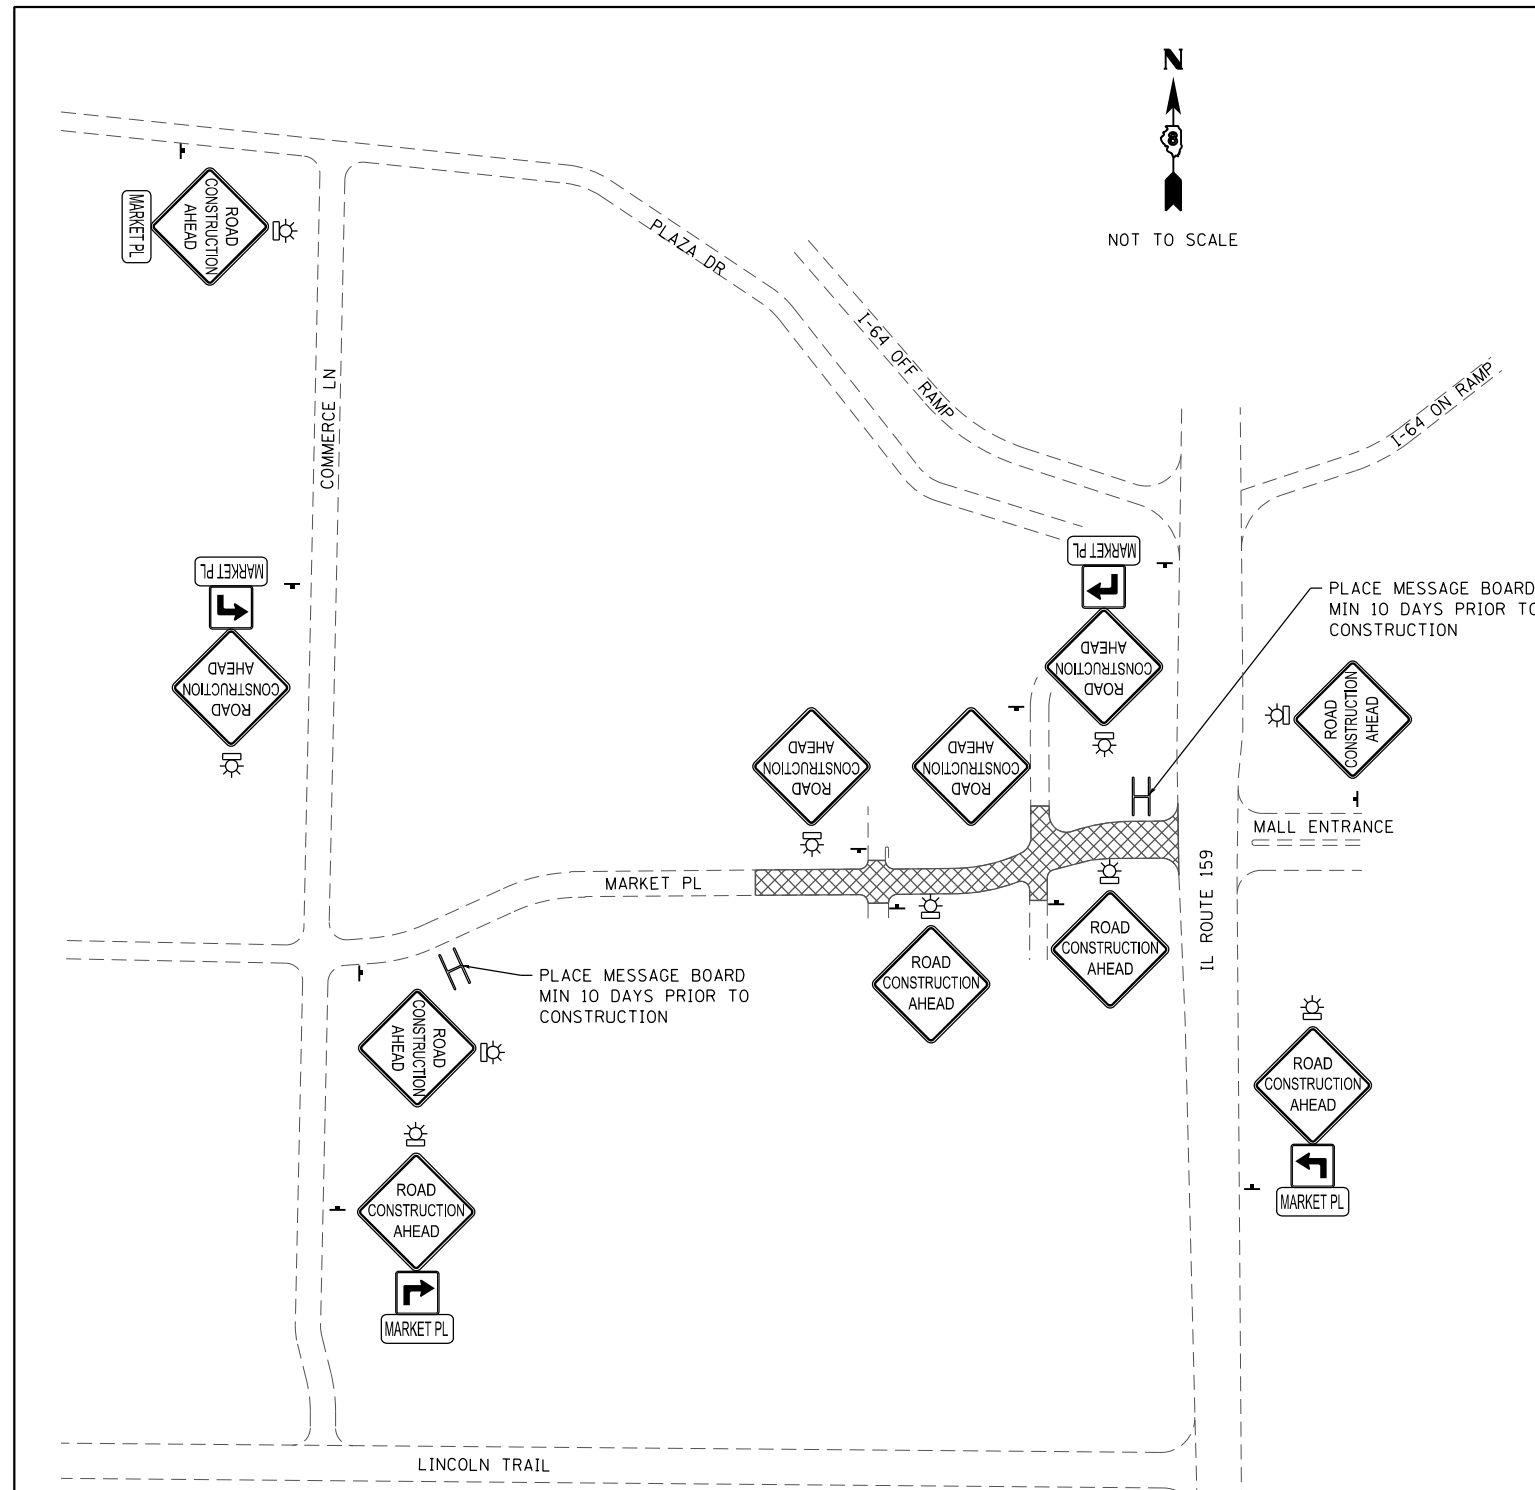 N
8
NOT TO SCALE
PLAZA DR
I-64 OFF RAMP
I-64 ON RAMP
COMMERCE LN
ROAD
CONSTRUCTION
AHEAD
MARKET PL
MARKET PL
ROAD
CONSTRUCTION
AHEAD
MARKET PL
ROAD
CONSTRUCTION
AHEAD
PLACE MESSAGE BOARD
MIN 10 DAYS PRIOR TO
CONSTRUCTION
ROAD
CONSTRUCTION
AHEAD
ROAD
CONSTRUCTION
AHEAD
ROAD
CONSTRUCTION
AHEAD
MALL ENTRANCE
MARKET PL
IL ROUTE 159
ROAD
CONSTRUCTION
AHEAD
ROAD
CONSTRUCTION
AHEAD
PLACE MESSAGE BOARD
MIN 10 DAYS PRIOR TO
CONSTRUCTION
ROAD
CONSTRUCTION
AHEAD
ROAD
CONSTRUCTION
AHEAD
MARKET PL
ROAD
CONSTRUCTION
AHEAD
MARKET PL
LINCOLN TRAIL